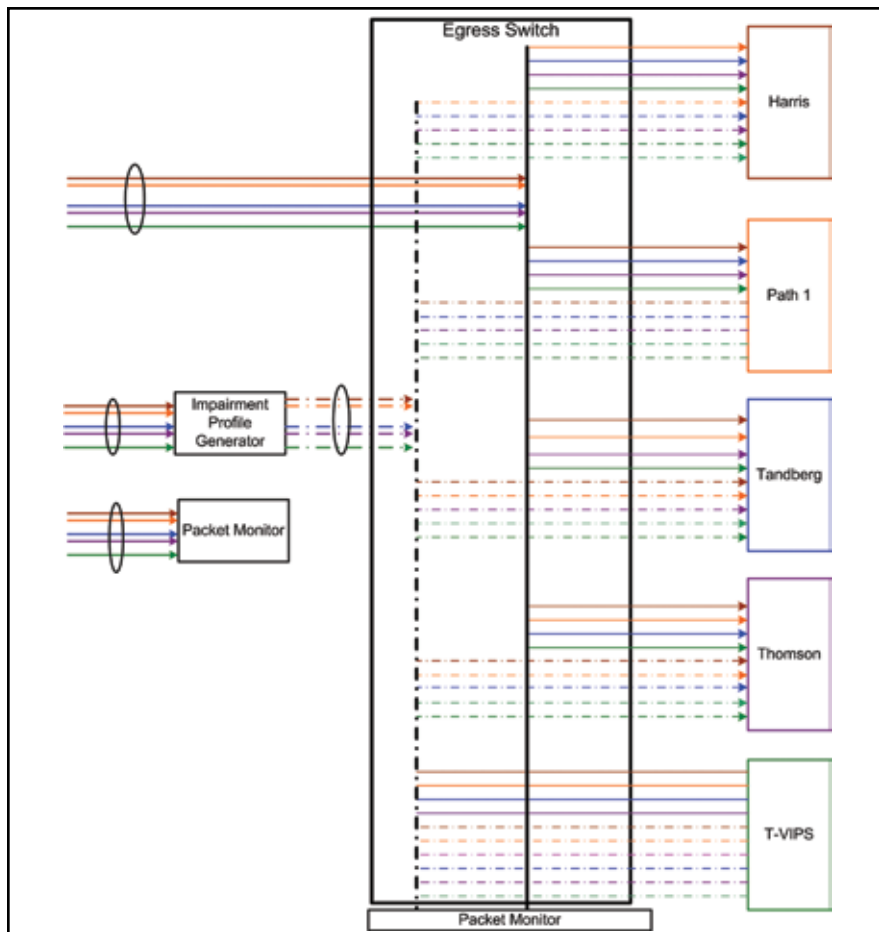 Egress Switch
Harris
Path 1
Impairment
Profile
Generator
Tandberg
Packet Monitor
Thomson
T-VIPS
Packet Monitor